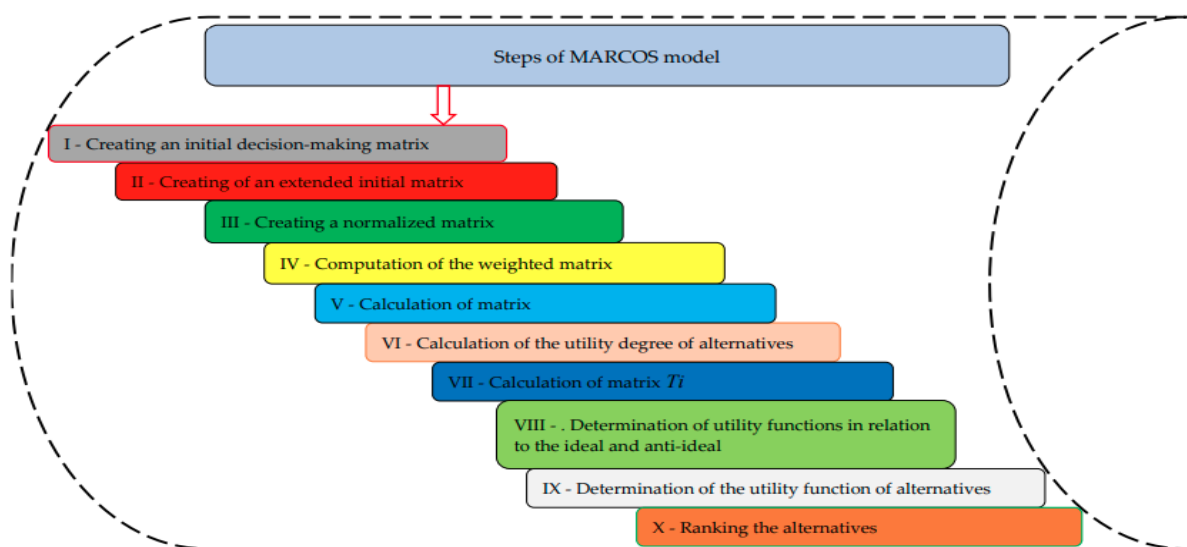 Steps of MARCOS model
I - Creating an initial decision-making matrix
II - Creating of an extended initial matrix
III - Creating a normalized matrix
IV - Computation of the weighted matrix
V - Calculation of matrix
VI - Calculation of the utility degree of alternatives
VII - Calculation of matrix Ti
VIII - . Determination of utility functions in relation
to the ideal and anti-ideal
IX - Determination of the utility function of alternatives
X - Ranking the alternatives